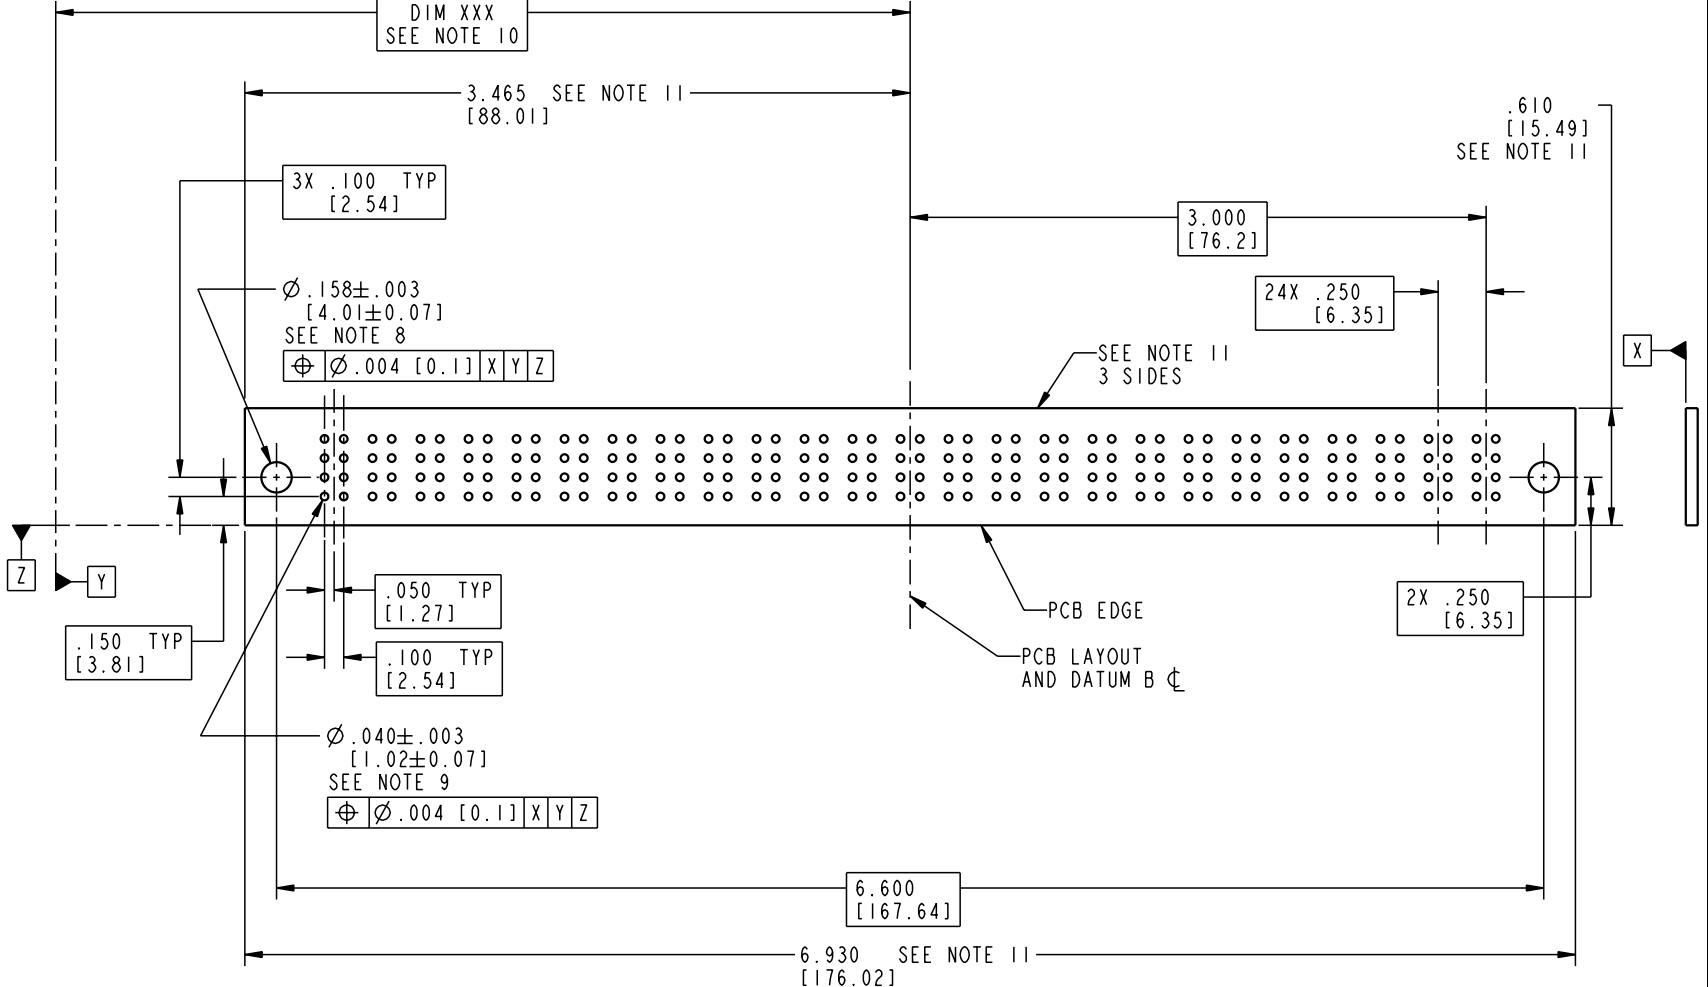 DIM XXX
SEE NOTE 10
3.465 SEE NOTE 11
[88.01]
.610
[15.49]
SEE NOTE 11
3X .100 TYP
[2.54]
3.000
[76.2]
24X .250
[6.35]
Ø.158±.003
[4.01±0.07]
SEE NOTE 8
⌖ Ø.004 [0.1] X Y Z
SEE NOTE 11
3 SIDES
X
Z
Y
.050 TYP
[1.27]
2X .250
[6.35]
PCB EDGE
.150 TYP
[3.81]
.100 TYP
[2.54]
PCB LAYOUT
AND DATUM B ℄
Ø.040±.003
[1.02±0.07]
SEE NOTE 9
⌖ Ø.004 [0.1] X Y Z
6.600
[167.64]
6.930 SEE NOTE 11
[176.02]